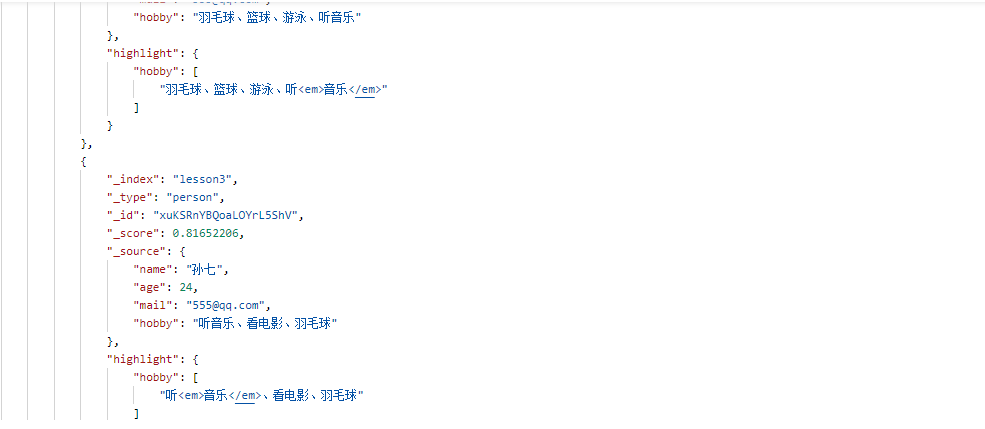 "hobby": "羽毛球、篮球、游泳、听音乐"
},
"highlight": {
"hobby": [
"羽毛球、篮球、游泳、听<em>音乐</em>"
]
}
},
{
"_index": "lesson3",
"_type": "person",
"_id": "xuKSRnYBQoaLOYrL5ShV",
"_score": 0.81652206,
"_source": {
"name": "孙七",
"age": 24,
"mail": "555@qq.com",
"hobby": "听音乐、看电影、羽毛球"
},
"highlight": {
"hobby": [
"听<em>音乐</em>、看电影、羽毛球"
]